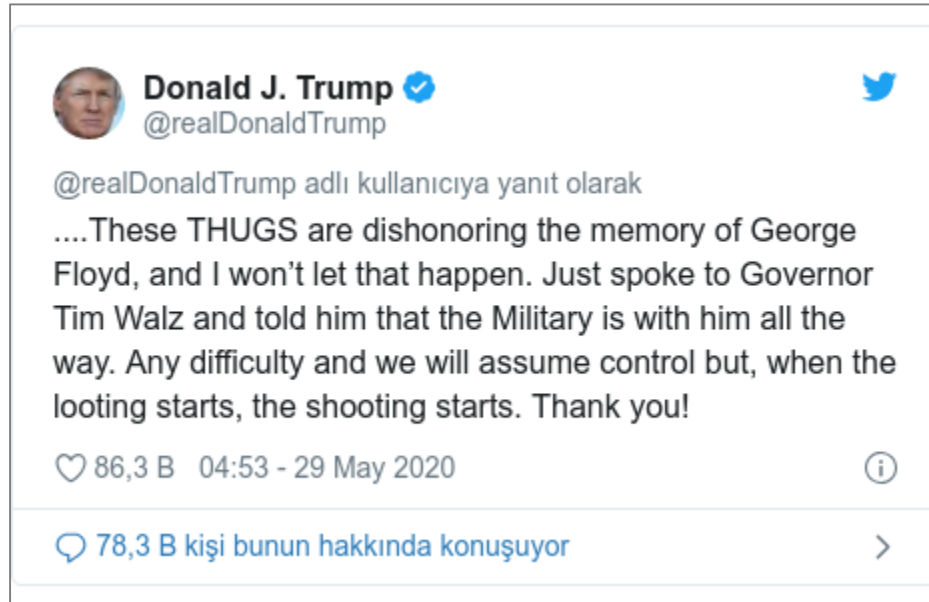 Donald J. Trump
@realDonaldTrump
@realDonaldTrump adlı kullanıcıya yanıt olarak
....These THUGS are dishonoring the memory of George
Floyd, and I won’t let that happen. Just spoke to Governor
Tim Walz and told him that the Military is with him all the
way. Any difficulty and we will assume control but, when the
looting starts, the shooting starts. Thank you!
86,3 B 04:53 - 29 May 2020
78,3 B kişi bunun hakkında konuşuyor